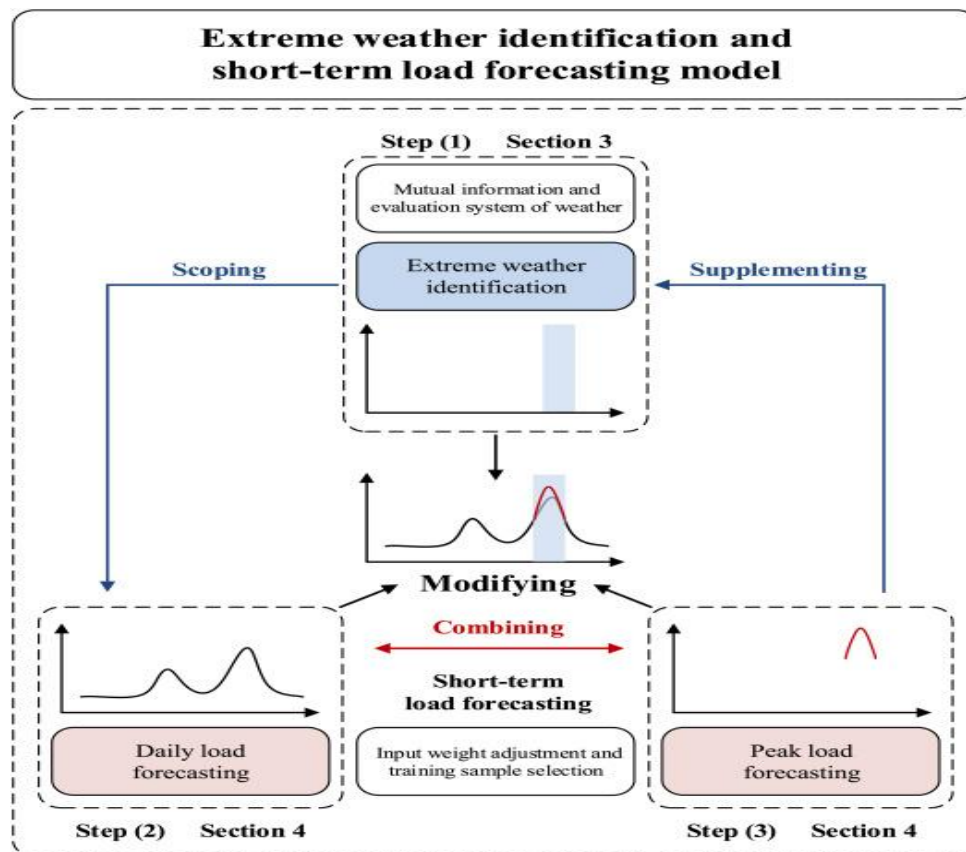 Extreme weather identification and
short-term load forecasting model
Step (1) Section 3
Mutual information and
evaluation system of weather
Extreme weather
identification
Scoping
Supplementing
Modifying
Combining
Short-term
load forecasting
Daily load
forecasting
Input weight adjustment and
training sample selection
Peak load
forecasting
Step (2) Section 4
Step (3) Section 4